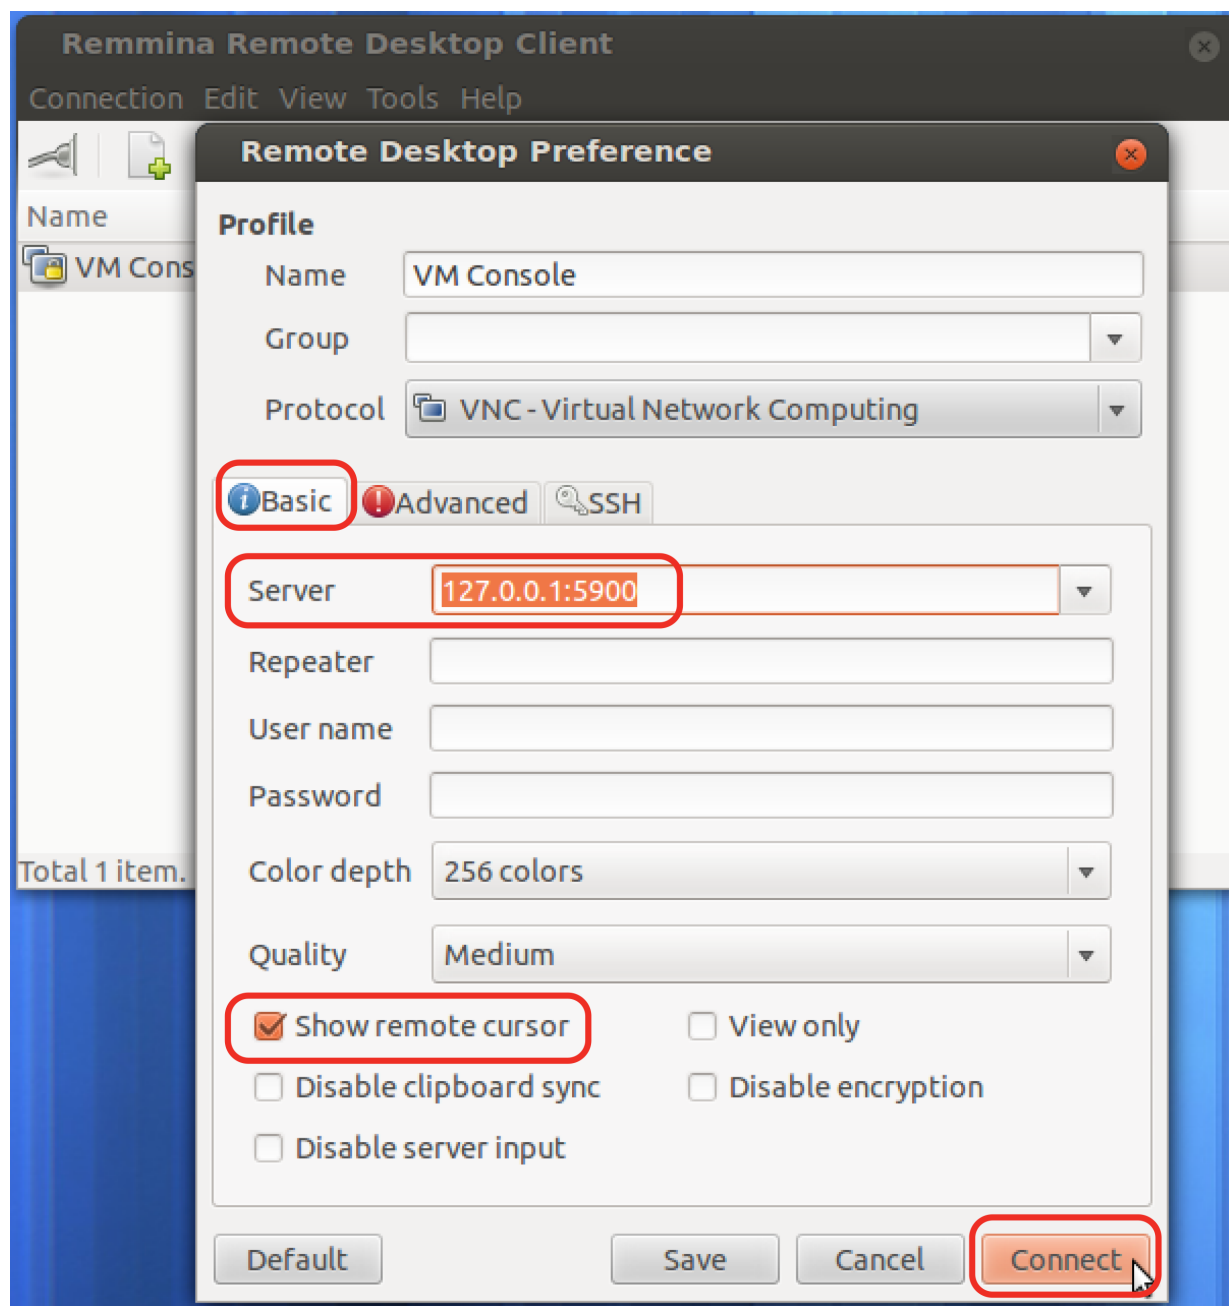 Remmina Remote Desktop Client
Connection Edit View Tools Help
Remote Desktop Preference
Name
Profile
VM Cons
Name VM Console
Group
Protocol VNC - Virtual Network Computing
Basic Advanced SSH
Server 127.0.0.1:5900
Repeater
User name
Password
Total 1 item.
Color depth 256 colors
Quality Medium
Show remote cursor View only
Disable clipboard sync Disable encryption
Disable server input
Default Save Cancel Connect